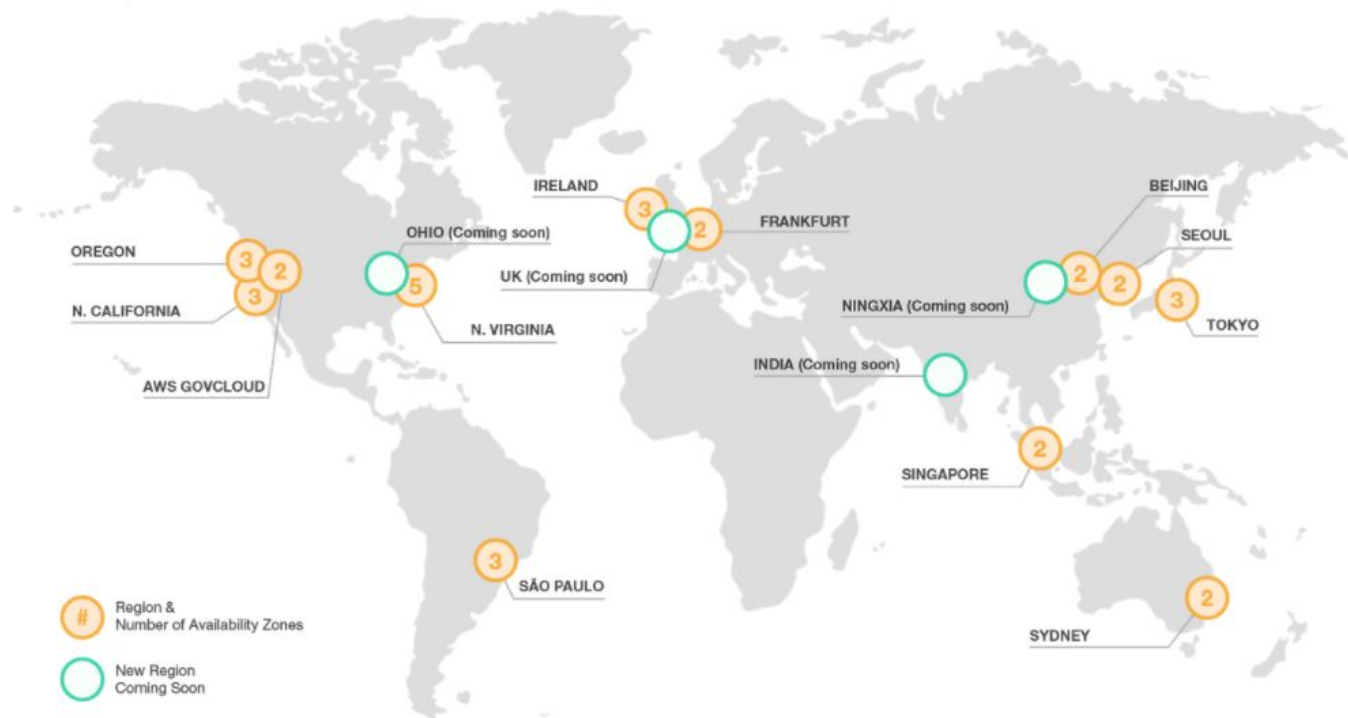 IRELAND
3
BEIJING
OHIO (Coming soon)
2
FRANKFURT
SEOUL
OREGON
3
2
UK (Coming soon)
2
2
3
5
N. CALIFORNIA
3
NINGXIA (Coming soon)
TOKYO
N. VIRGINIA
INDIA (Coming soon)
AWS GOVCLOUD
2
SINGAPORE
3
SÃO PAULO
2
SYDNEY
#
Region &
Number of Availability Zones
New Region
Coming Soon